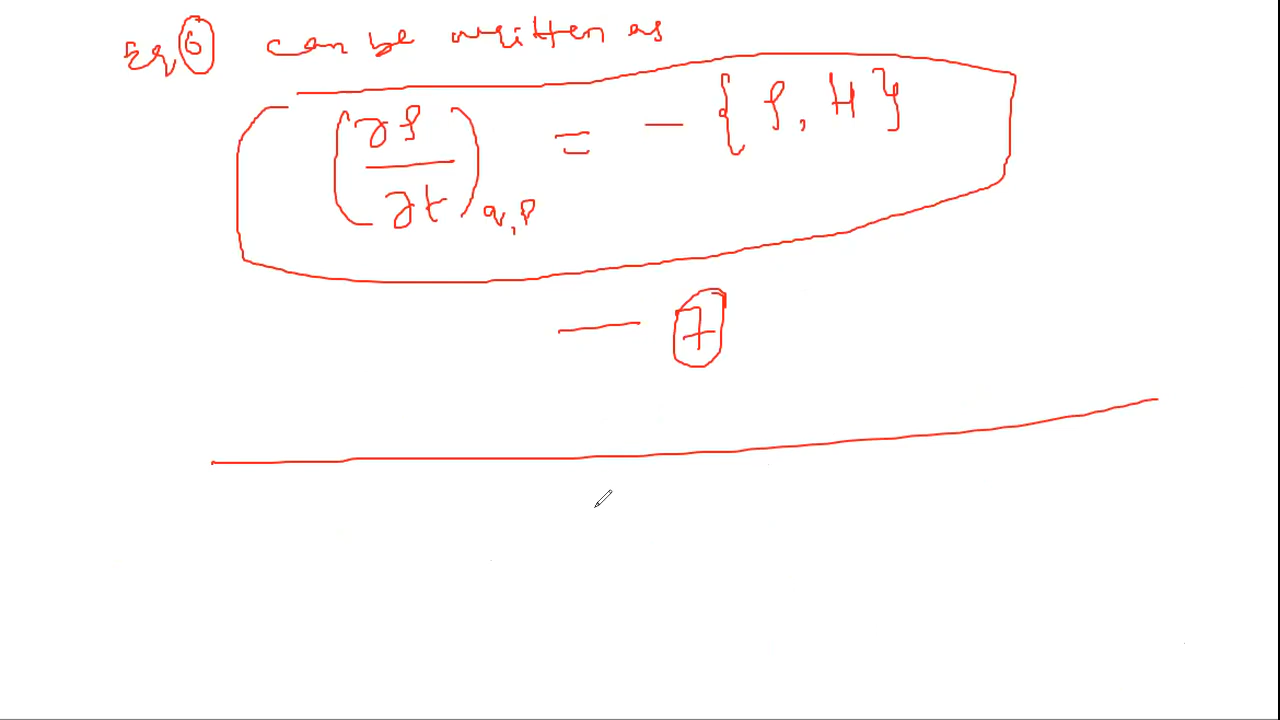 Eq 6 can be written as
(∂ρ/∂t)q,p = - {ρ, H}
— 7